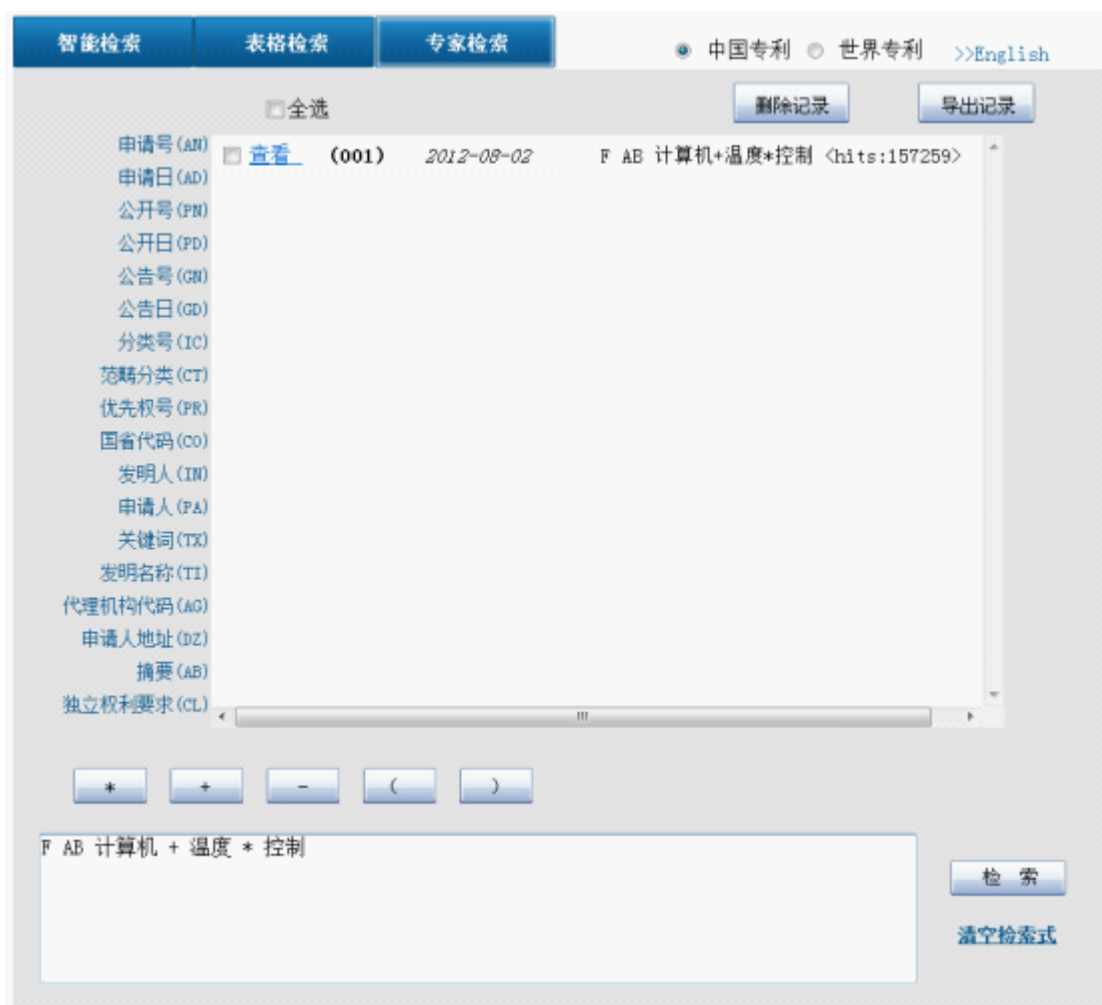 智能检索 表格检索 专家检索 中国专利 世界专利 >>English
全选 删除记录 导出记录
申请号(AN)
查看 (001) 2012-08-02 F AB 计算机+温度*控制 <hits:157259>
申请日(AD)
公开号(PN)
公开日(PD)
公告号(GN)
公告日(GD)
分类号(IC)
范畴分类(CT)
优先权号(PR)
国省代码(CO)
发明人(IN)
申请人(PA)
关键词(TX)
发明名称(TI)
代理机构代码(AG)
申请人地址(DZ)
摘要(AB)
独立权利要求(CL)
* + - ( )
F AB 计算机 + 温度 * 控制
检 索
清空检索式